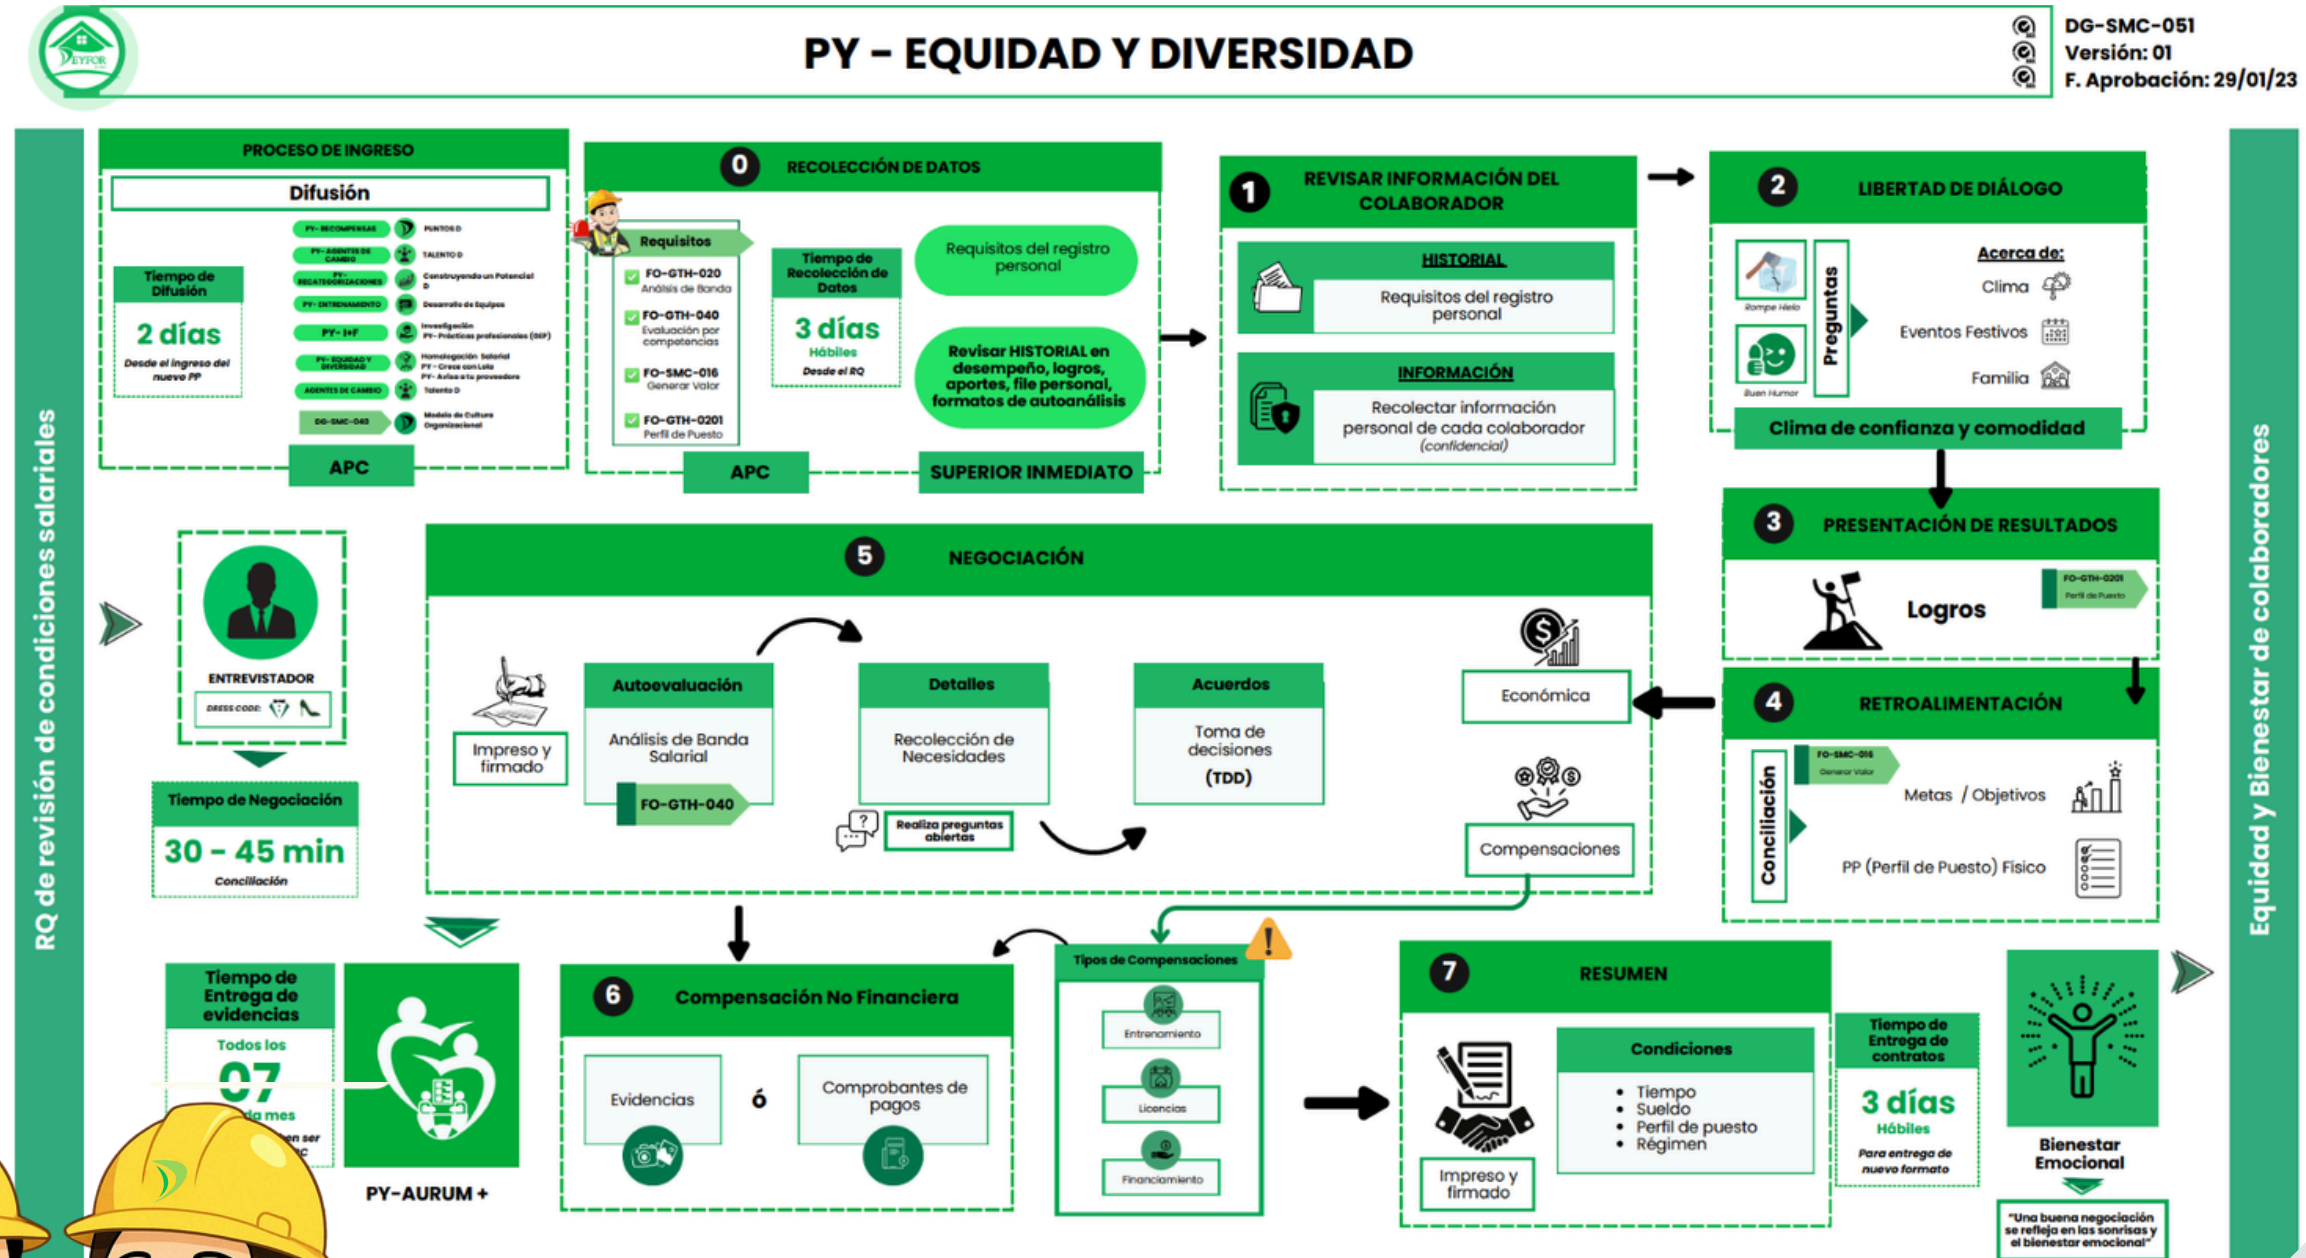 DEYFOR
PY - EQUIDAD Y DIVERSIDAD
DG-SMC-051
Versión: 01
F. Aprobación: 29/01/23
RQ de revisión de condiciones salariales
PROCESO DE INGRESO
Difusión
Tiempo de
Difusión
2 días
Desde el ingreso del
nuevo PP
PY- RECOMPENSAS
PUNTOS D
PY- AGENTES DE
CAMBIO
TALENTO D
PY-
RECATEGORIZACIONES
Construyendo un Potencial
D
PY- ENTRENAMIENTO
Desarrollo de Equipos
PY- I+F
Investigación
PY- Prácticas profesionales (DEP)
PY- EQUIDAD Y
DIVERSIDAD
Homologación Salarial
PY - Crece con Lola
PY- Avisa a tu proveedore
AGENTES DE CAMBIO
Talento D
DG-SMC-040
Modelo de Cultura
Organizacional
APC
0
RECOLECCIÓN DE DATOS
Requisitos
FO-GTH-020
Análsis de Banda
FO-GTH-040
Evaluación por
competencias
FO-SMC-016
Generar Valor
FO-GTH-0201
Perfil de Puesto
Tiempo de
Recolección de
Datos
3 días
Hábiles
Desde el RQ
Requisitos del registro
personal
Revisar HISTORIAL en
desempeño, logros,
aportes, file personal,
formatos de autoanálisis
APC
SUPERIOR INMEDIATO
1
REVISAR INFORMACIÓN DEL
COLABORADOR
HISTORIAL
Requisitos del registro
personal
INFORMACIÓN
Recolectar información
personal de cada colaborador
(confidencial)
2
LIBERTAD DE DIÁLOGO
Rompe Hielo
Buen Humor
Preguntas
Acerca de:
Clima
Eventos Festivos
Familia
Clima de confianza y comodidad
3
PRESENTACIÓN DE RESULTADOS
Logros
FO-GTH-0201
Perfil de Puesto
4
RETROALIMENTACIÓN
Conciliación
FO-SMC-016
Generar Valor
Metas / Objetivos
PP (Perfil de Puesto) Físico
ENTREVISTADOR
DRESS CODE:
Tiempo de Negociación
30 - 45 min
Conciliación
5
NEGOCIACIÓN
Impreso y
firmado
Autoevaluación
Análisis de Banda
Salarial
FO-GTH-040
Detalles
Recolección de
Necesidades
Realiza preguntas
abiertas
Acuerdos
Toma de
decisiones
(TDD)
Económica
Compensaciones
Tiempo de
Entrega de
evidencias
Todos los
07
mes
ser
PY-AURUM +
6
Compensación No Financiera
Evidencias
ó
Comprobantes de
pagos
Tipos de Compensaciones
Entrenamiento
Licencias
Financiamiento
7
RESUMEN
Impreso y
firmado
Condiciones
• Tiempo
• Sueldo
• Perfil de puesto
• Régimen
Tiempo de
Entrega de
contratos
3 días
Hábiles
Para entrega de
nuevo formato
Bienestar
Emocional
"Una buena negociación
se refleja en las sonrisas y
el bienestar emocional"
Equidad y Bienestar de colaboradores